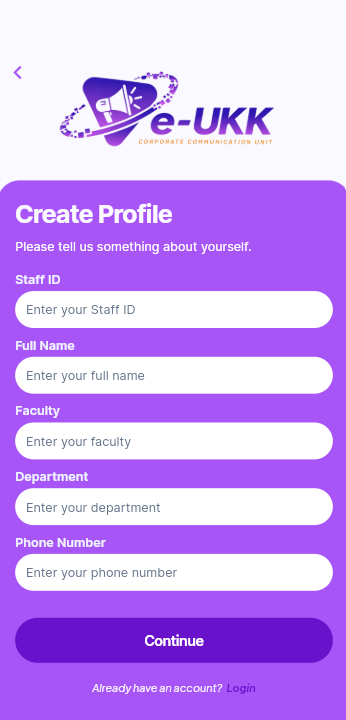 e-UKK
CORPORATE COMMUNICATION UNIT
Create Profile
Please tell us something about yourself.
Staff ID
Enter your Staff ID
Full Name
Enter your full name
Faculty
Enter your faculty
Department
Enter your department
Phone Number
Enter your phone number
Continue
Already have an account? Login